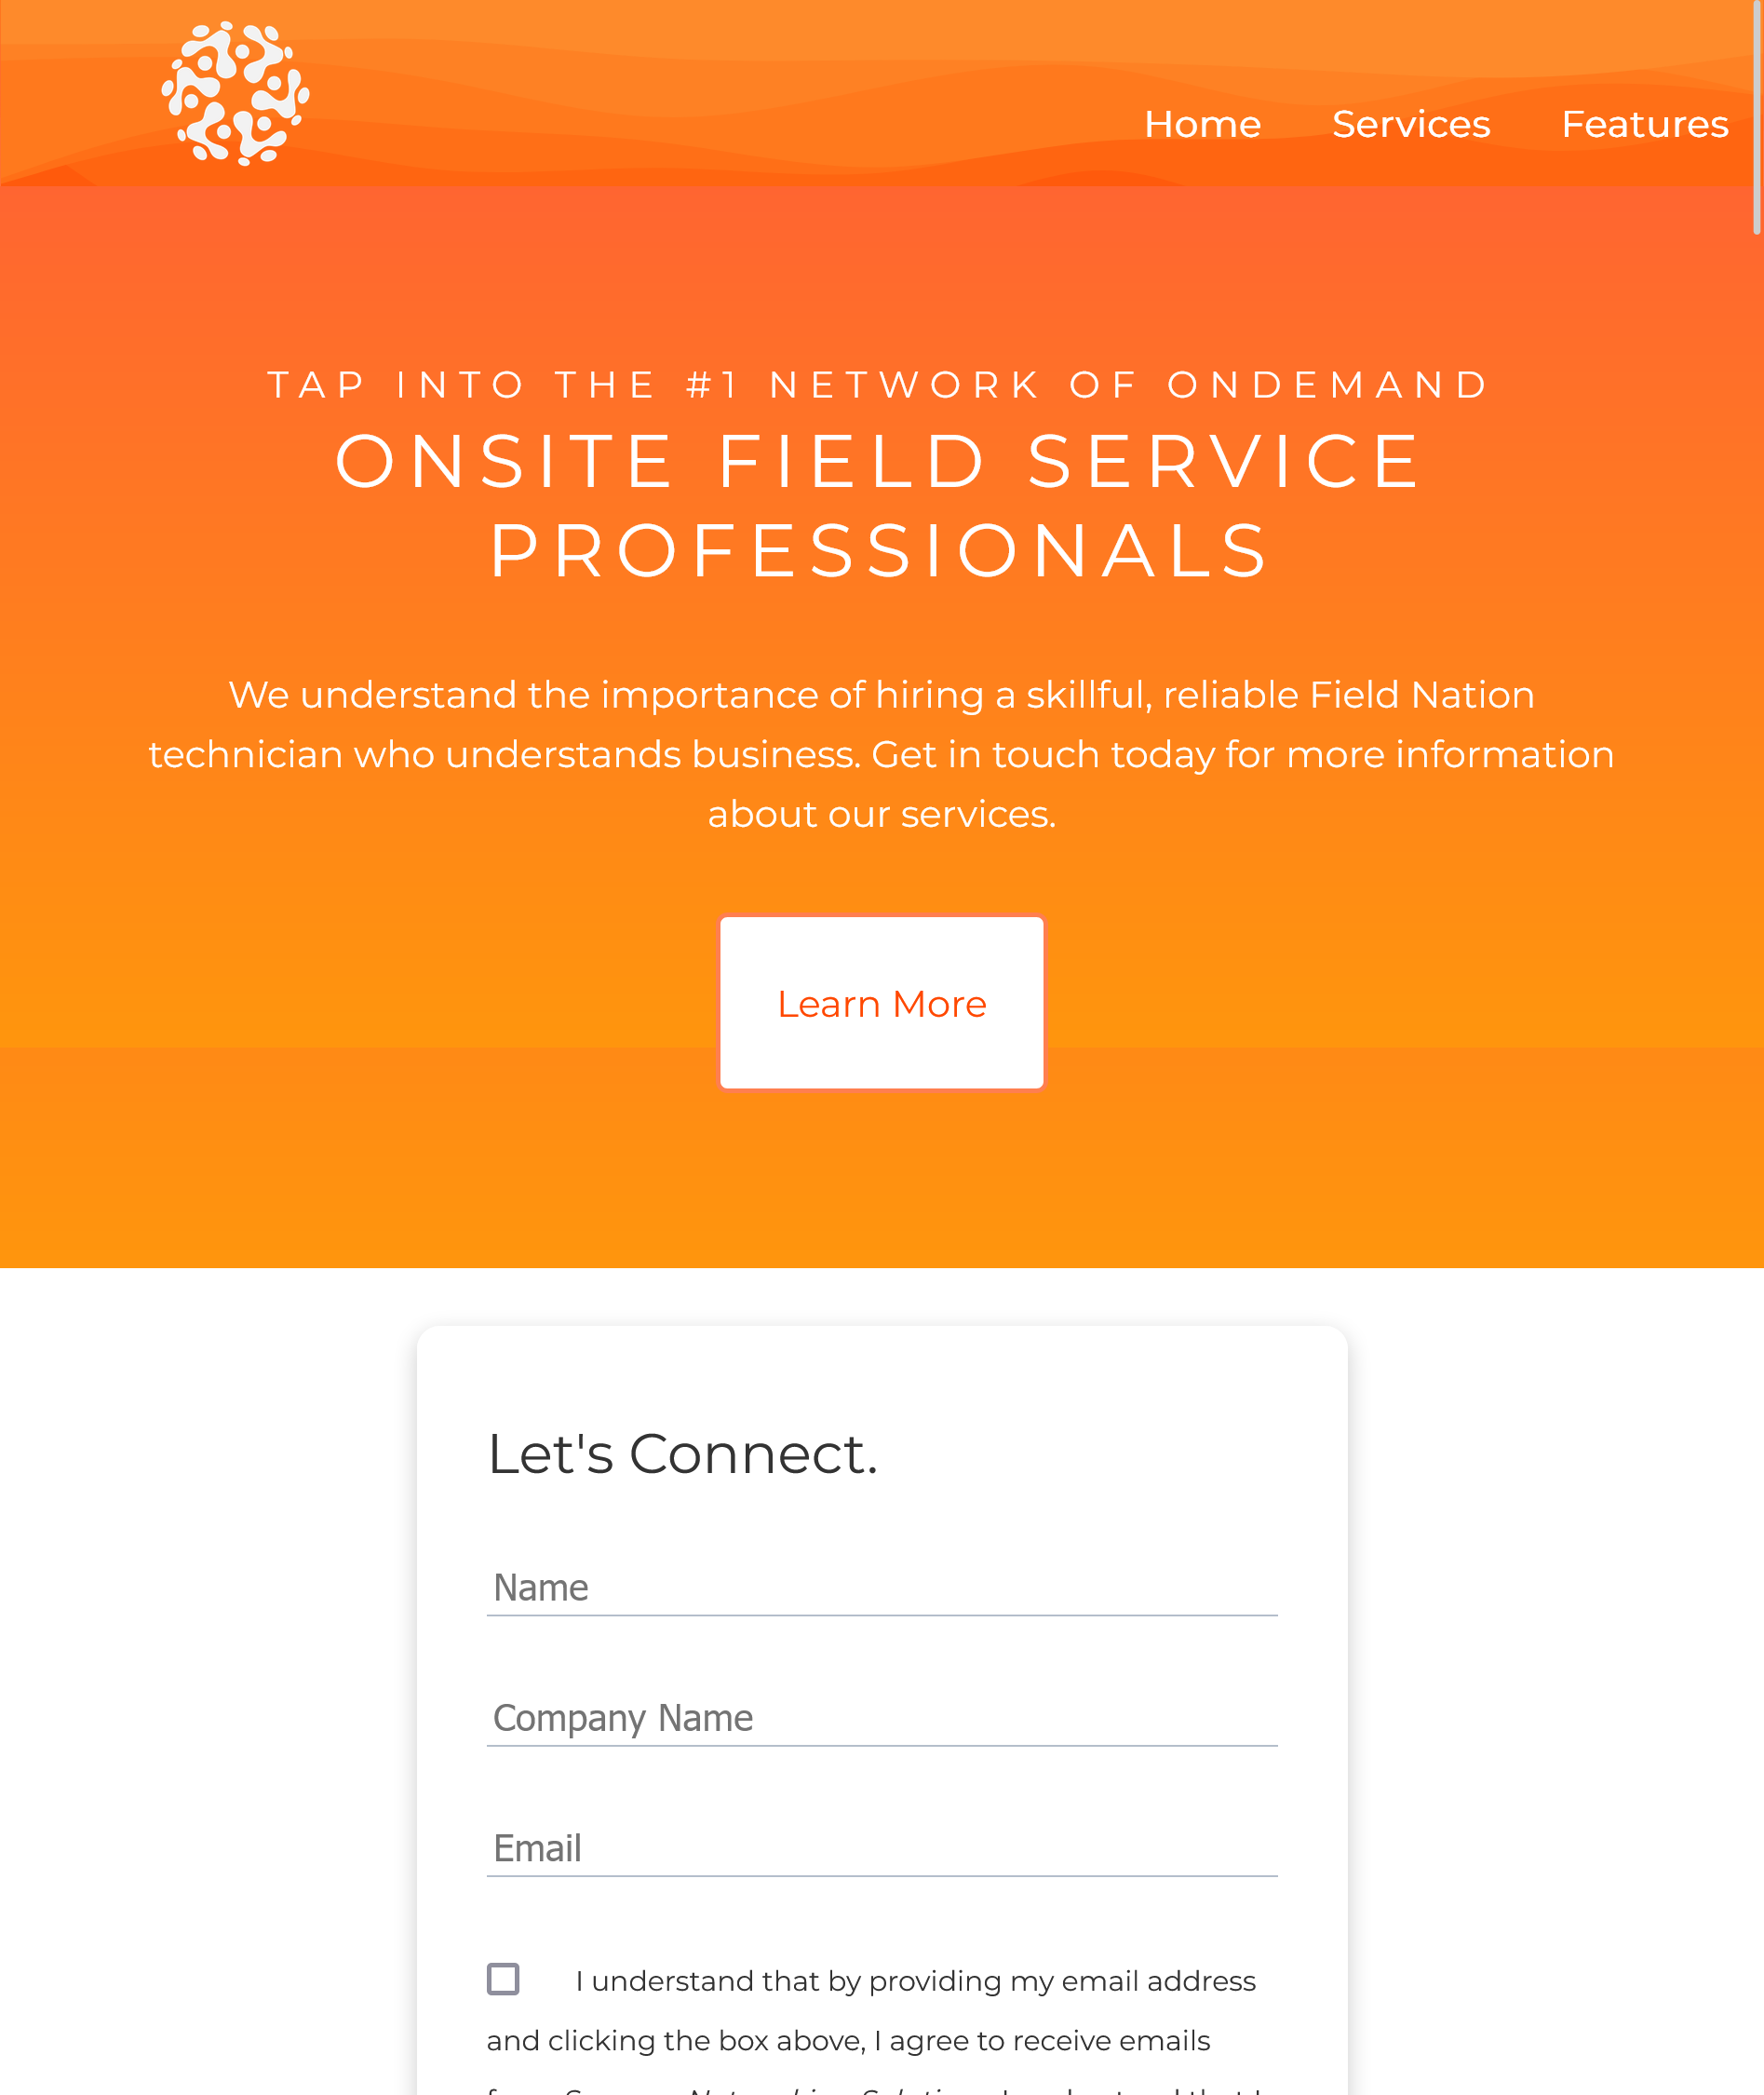 Home Services Features
TAP INTO THE #1 NETWORK OF ONDEMAND
ONSITE FIELD SERVICE
PROFESSIONALS
We understand the importance of hiring a skillful, reliable Field Nation
technician who understands business. Get in touch today for more information
about our services.
Learn More
Let's Connect.
Name
Company Name
Email
I understand that by providing my email address
and clicking the box above, I agree to receive emails